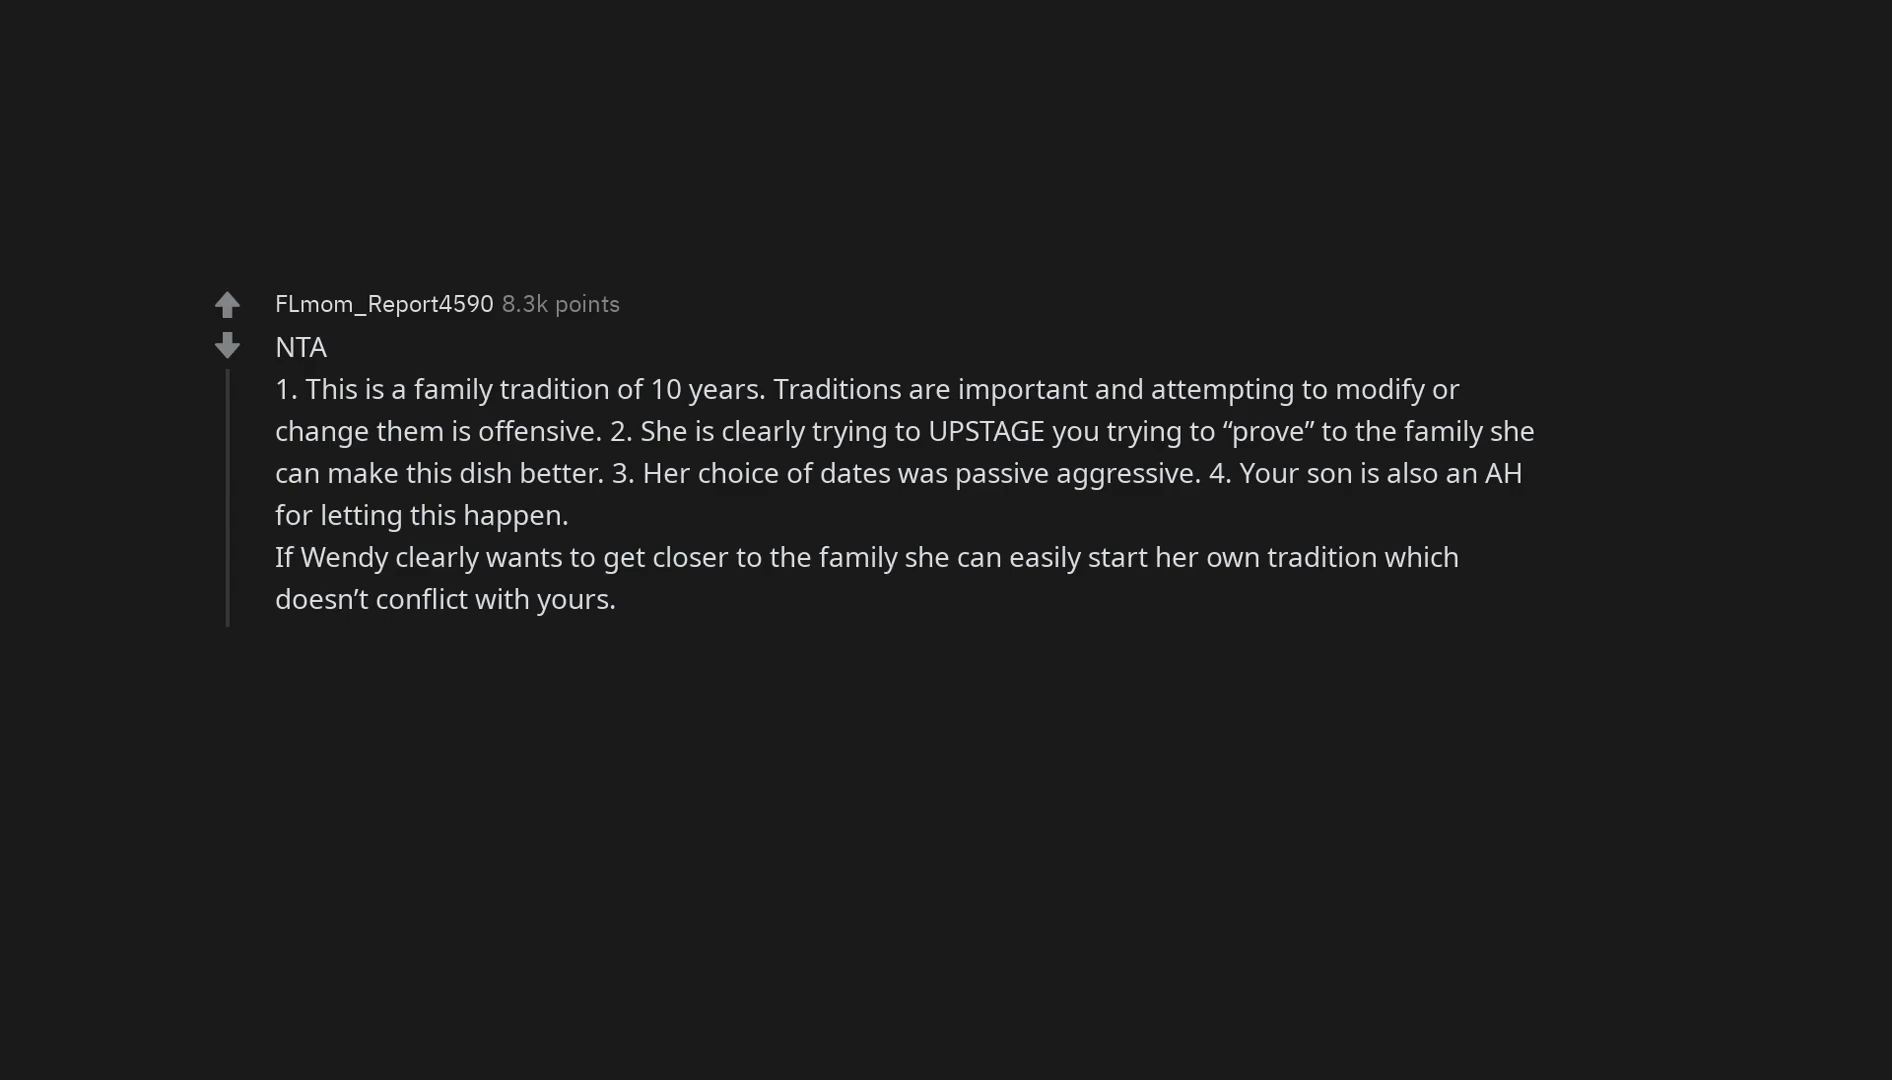 FLmom_Report4590 8.3k points
NTA
1. This is a family tradition of 10 years. Traditions are important and attempting to modify or
change them is offensive. 2. She is clearly trying to UPSTAGE you trying to “prove” to the family she
can make this dish better. 3. Her choice of dates was passive aggressive. 4. Your son is also an AH
for letting this happen.
If Wendy clearly wants to get closer to the family she can easily start her own tradition which
doesn’t conflict with yours.